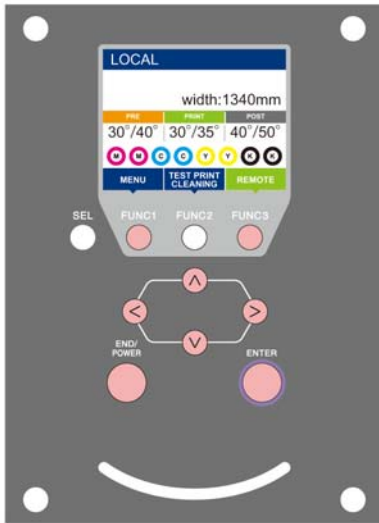 LOCAL
width:1340mm
PRE PRINT POST
30°/40° 30°/35° 40°/50°
M M C C Y Y K K
MENU TEST PRINT CLEANING REMOTE
SEL FUNC1 FUNC2 FUNC3
END/
POWER
ENTER